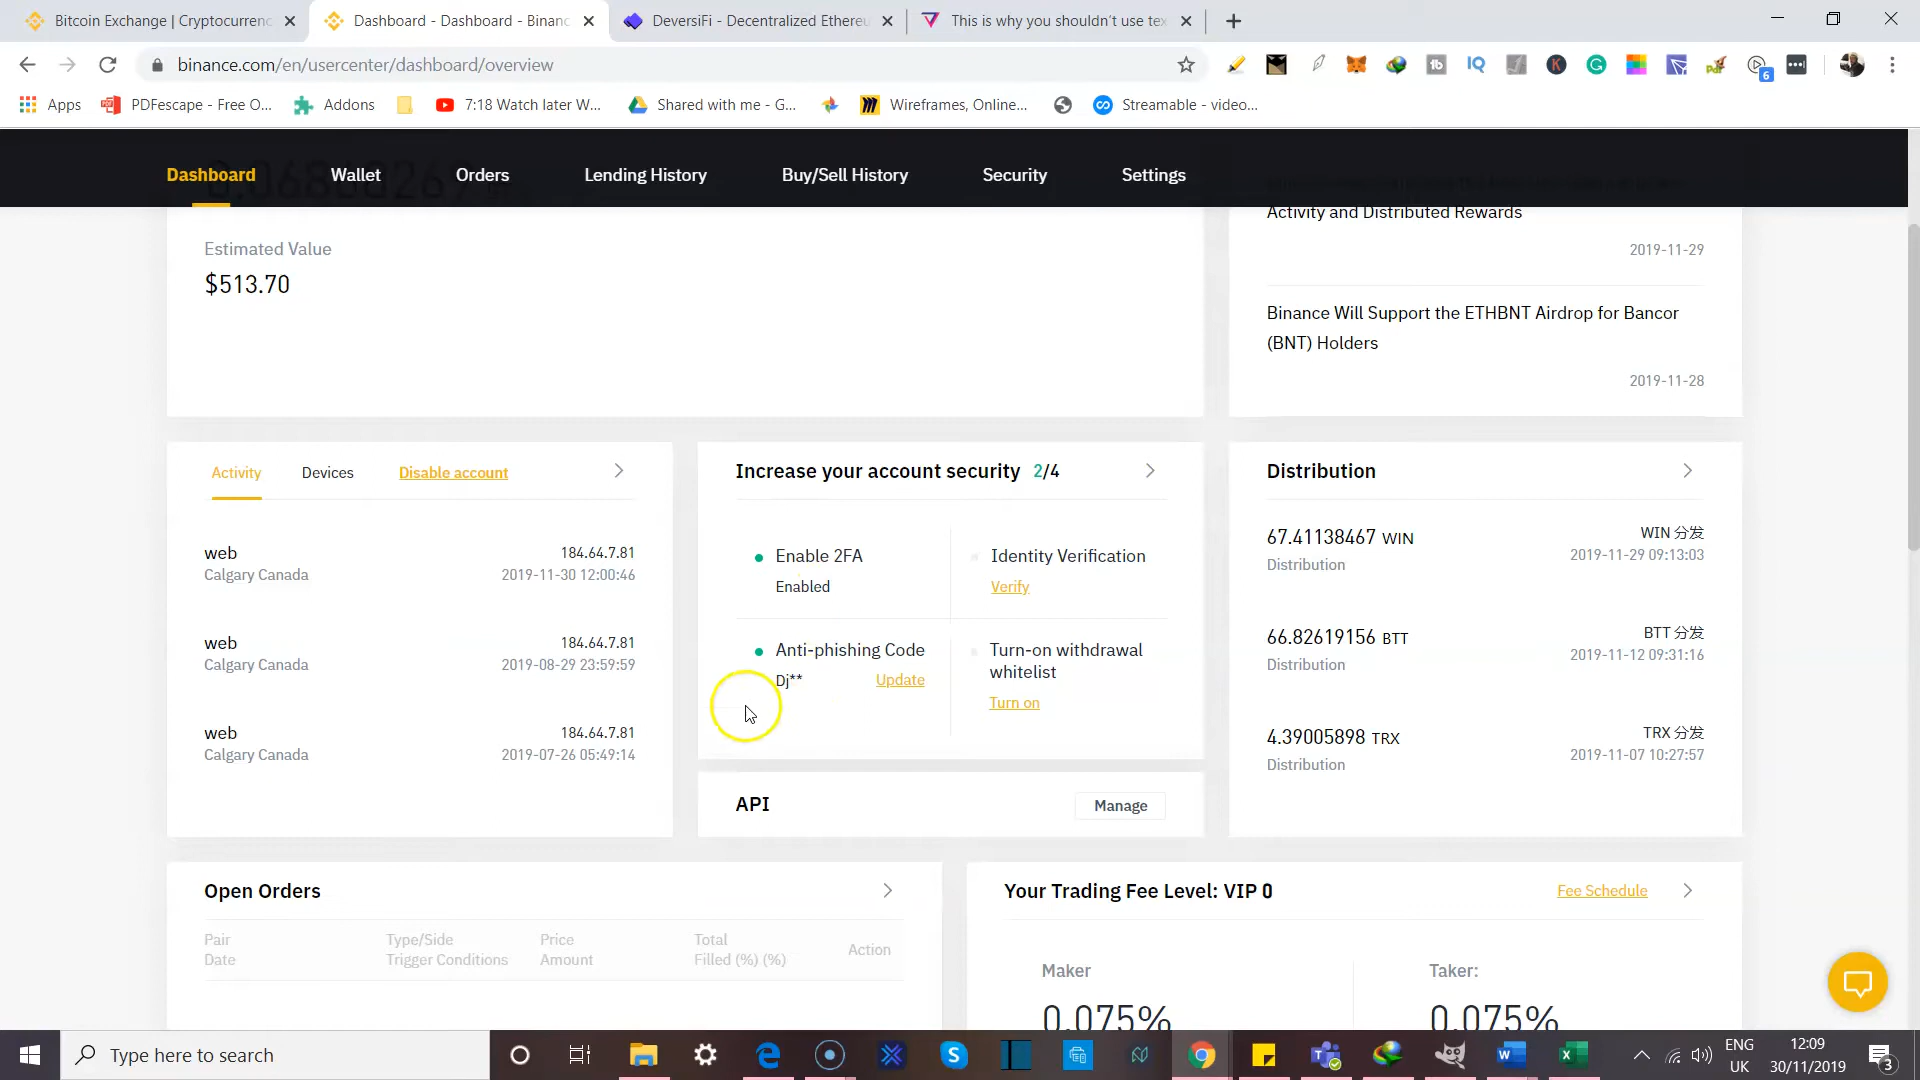 Bitcoin Exchange | Cryptocurrenc
Dashboard - Dashboard - Binanc
DeversiFi - Decentralized Ethereu
This is why you shouldn't use tex
binance.com/en/usercenter/dashboard/overview
6
Apps
PDFescape - Free O...
Addons
7:18 Watch later W...
Shared with me - G...
Wireframes, Online...
Streamable - video...
Dashboard
Wallet
Orders
Lending History
Buy/Sell History
Security
Settings
Estimated Value
$513.70
Activity and Distributed Rewards
2019-11-29
Binance Will Support the ETHBNT Airdrop for Bancor
(BNT) Holders
2019-11-28
Activity
Devices
Disable account
web
184.64.7.81
Calgary Canada
2019-11-30 12:00:46
web
184.64.7.81
Calgary Canada
2019-08-29 23:59:59
web
184.64.7.81
Calgary Canada
2019-07-26 05:49:14
Increase your account security 2/4
Enable 2FA
Enabled
Identity Verification
Verify
Anti-phishing Code
Dj**
Update
Turn-on withdrawal
whitelist
Turn on
API
Manage
Distribution
67.41138467 WIN
WIN 分发
Distribution
2019-11-29 09:13:03
66.82619156 BTT
BTT 分发
Distribution
2019-11-12 09:31:16
4.39005898 TRX
TRX 分发
Distribution
2019-11-07 10:27:57
Open Orders
Pair
Date
Type/Side
Trigger Conditions
Price
Amount
Total
Filled (%) (%)
Action
Your Trading Fee Level: VIP 0
Fee Schedule
Maker
0.075%
Taker:
0.075%
Type here to search
ENG
UK
12:09
30/11/2019
3